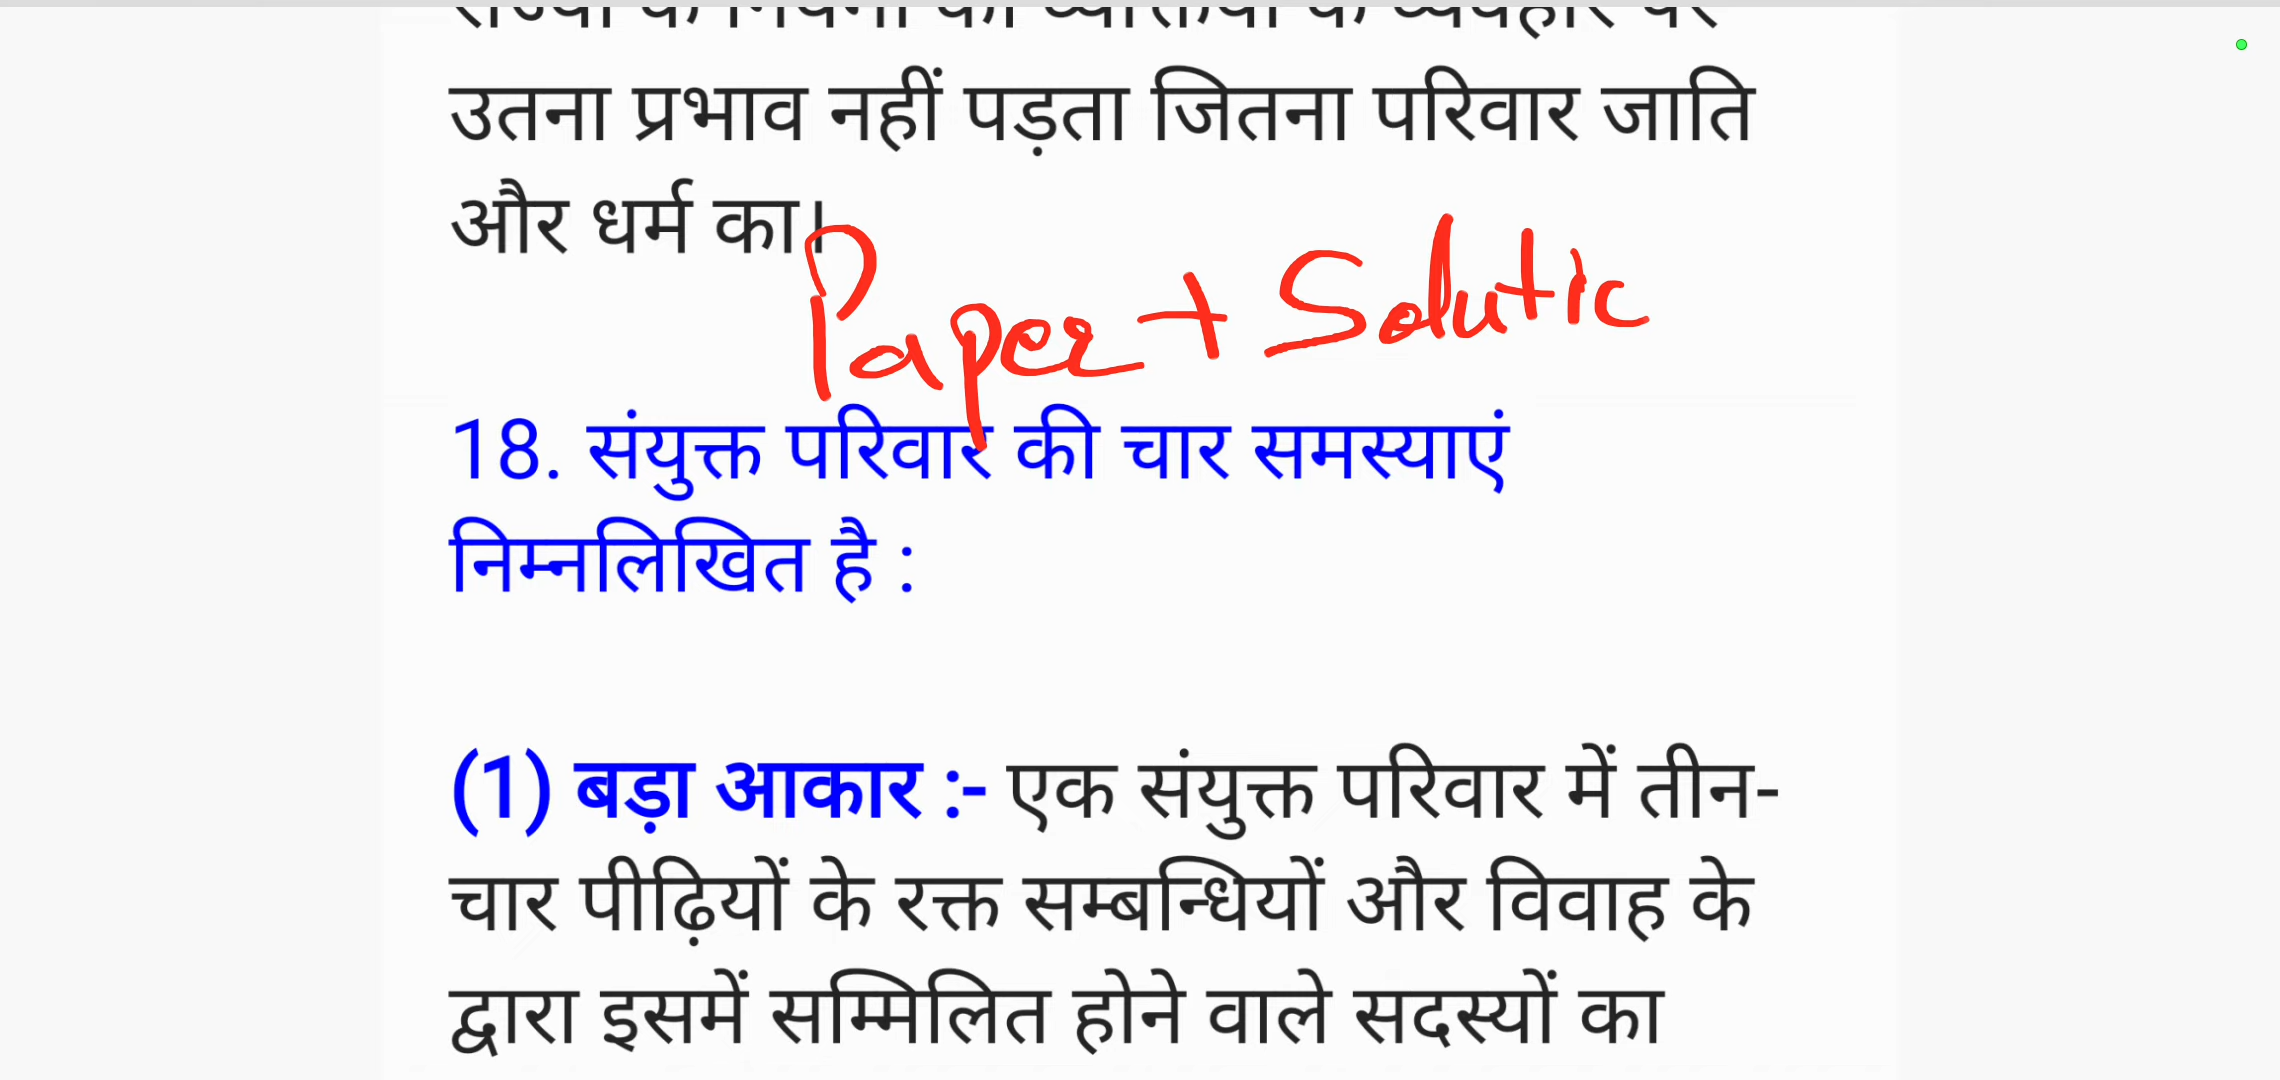 उतना प्रभाव नहीं पड़ता जितना परिवार जाति
और धर्म का।
Paper + Solutic
18. संयुक्त परिवार की चार समस्याएं
निम्नलिखित है :
(1) बड़ा आकार :- एक संयुक्त परिवार में तीन-
चार पीढ़ियों के रक्त सम्बन्धियों और विवाह के
द्वारा इसमें सम्मिलित होने वाले सदस्यों का